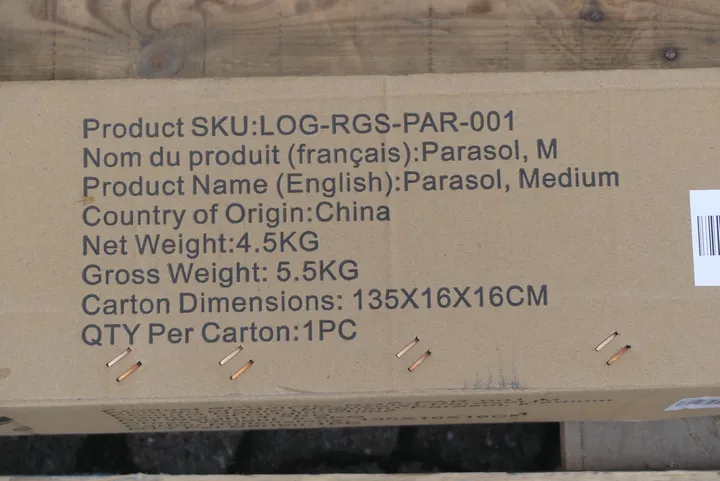 Product SKU:LOG-RGS-PAR-001
Nom du produit (français):Parasol, M
Product Name (English):Parasol, Medium
Country of Origin:China
Net Weight:4.5KG
Gross Weight: 5.5KG
Carton Dimensions: 135X16X16CM
QTY Per Carton:1PC